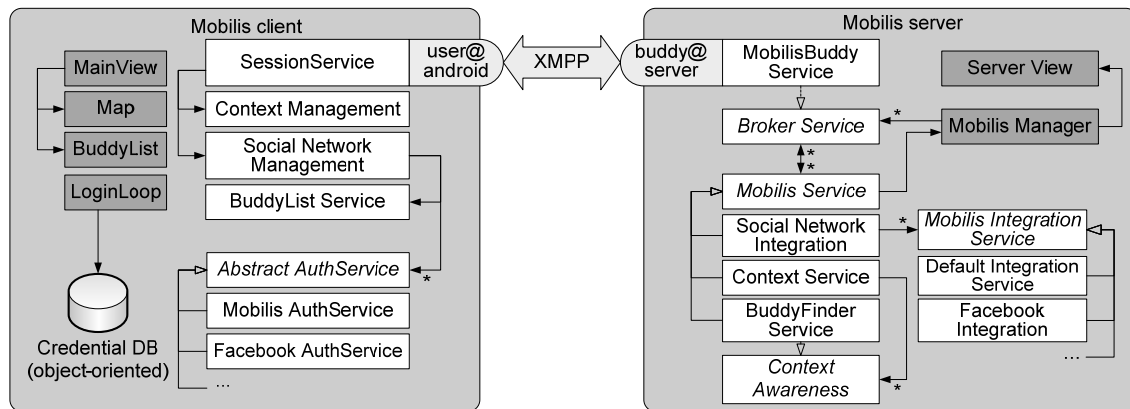 Mobilis client
MainView
Map
BuddyList
LoginLoop
Credential DB
(object-oriented)
SessionService
Context Management
Social Network
Management
BuddyList Service
Abstract AuthService
*
Mobilis AuthService
Facebook AuthService
...
user@
android
XMPP
buddy@
server
Mobilis server
MobilisBuddy
Service
Broker Service
*
*
*
Mobilis Service
Social Network
Integration
*
Context Service
BuddyFinder
Service
Context
Awareness
*
Server View
Mobilis Manager
Mobilis Integration
Service
Default Integration
Service
Facebook
Integration
...